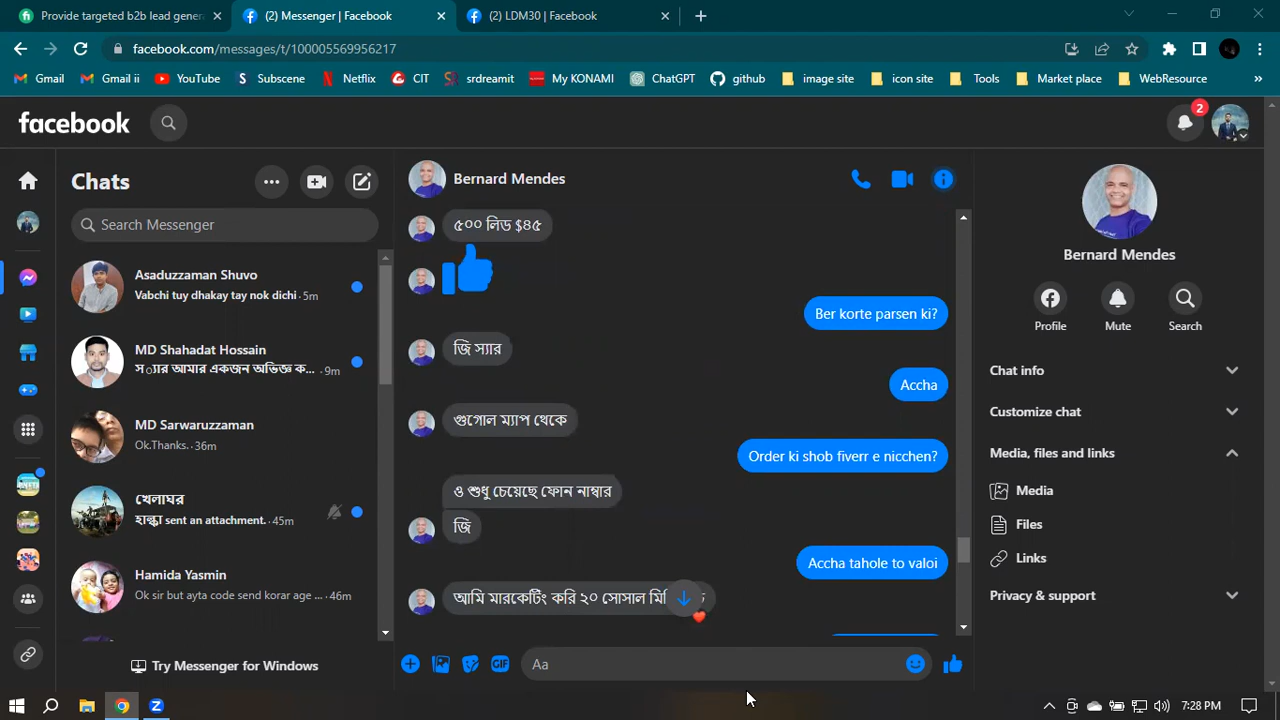 Provide targeted b2b lead gener
(2) Messenger | Facebook
(2) LDM30 | Facebook
facebook.com/messages/t/100005569956217
Gmail
Gmail ii
YouTube
Subscene
Netflix
CIT
srdreamit
My KONAMI
ChatGPT
github
image site
icon site
Tools
Market place
WebResource
facebook
2
Chats
Search Messenger
Asaduzzaman Shuvo
Vabchi tuy dhakay tay nok dichi · 5m
MD Shahadat Hossain
স্যার আমার একজন অভিজ্ঞ ক... · 9m
MD Sarwaruzzaman
Ok.Thanks. · 36m
খেলাঘর
হাল্কা sent an attachment. · 45m
Hamida Yasmin
Ok sir but ayta code send korar age ... · 46m
Try Messenger for Windows
Bernard Mendes
৫০০ লিড $৪৫
Ber korte parsen ki?
জি স্যার
Accha
গুগোল ম্যাপ থেকে
Order ki shob fiverr e nicchen?
ও শুধু চেয়েছে ফোন নাম্বার
জি
Accha tahole to valoi
আমি মারকেটিং করি ২০ সোসাল
Aa
GIF
Bernard Mendes
Profile
Mute
Search
Chat info
Customize chat
Media, files and links
Media
Files
Links
Privacy & support
7:28 PM